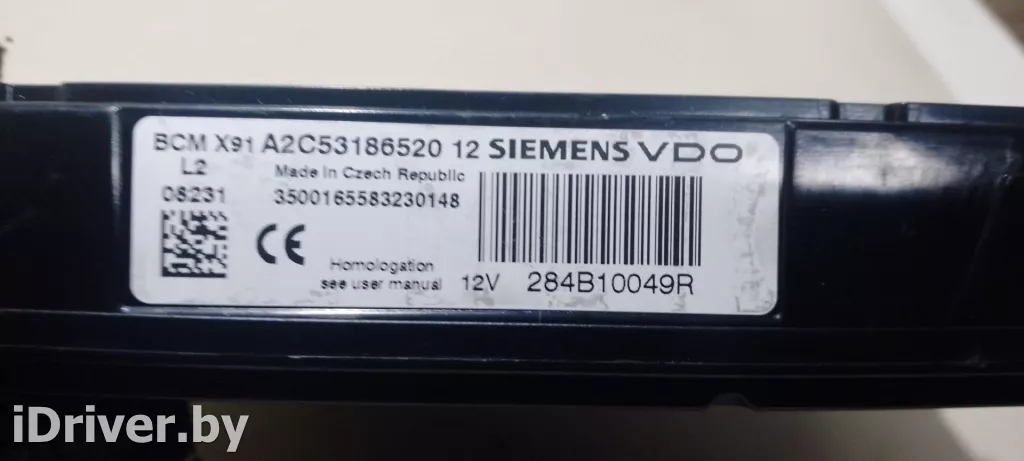 BCM X91 A2C53186520 12 SIEMENS VDO
L2
Made in Czech Republic
08231
3500165583230148
CE
Homologation
see user manual
12V
284B10049R
iDriver.by